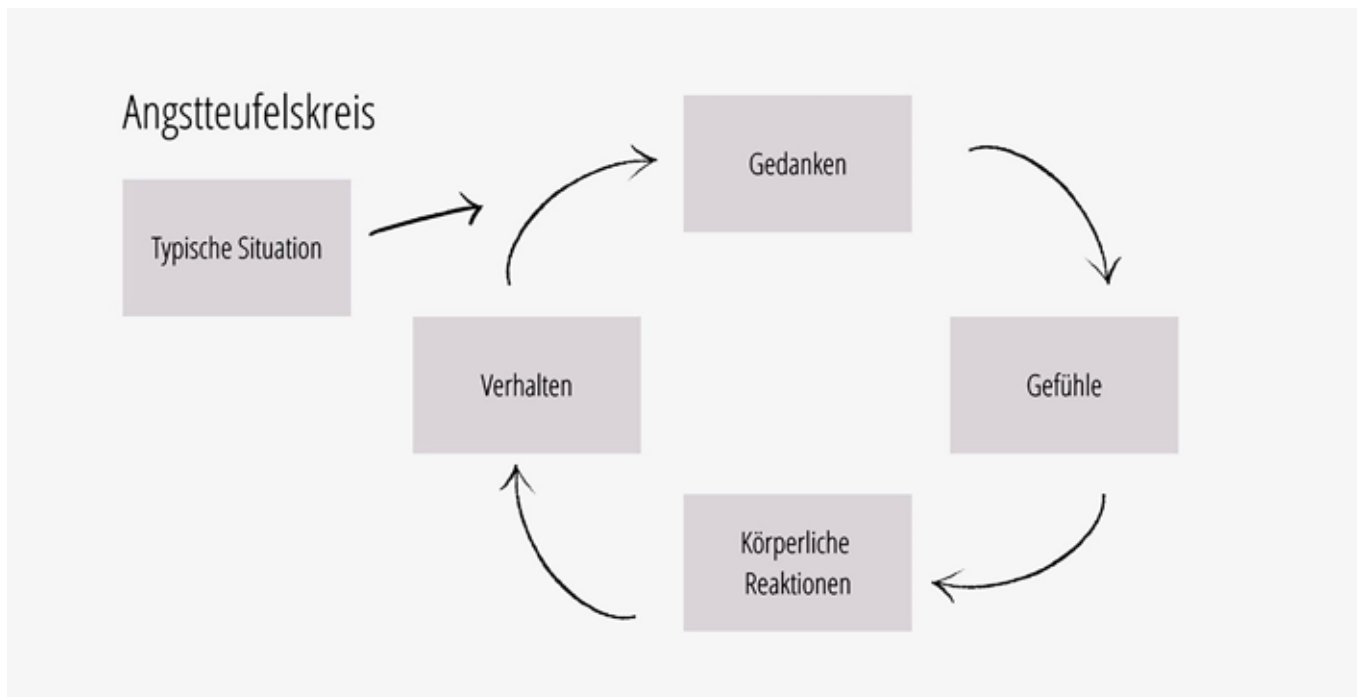 Angstteufelskreis
Typische Situation
Gedanken
Gefühle
Körperliche
Reaktionen
Verhalten